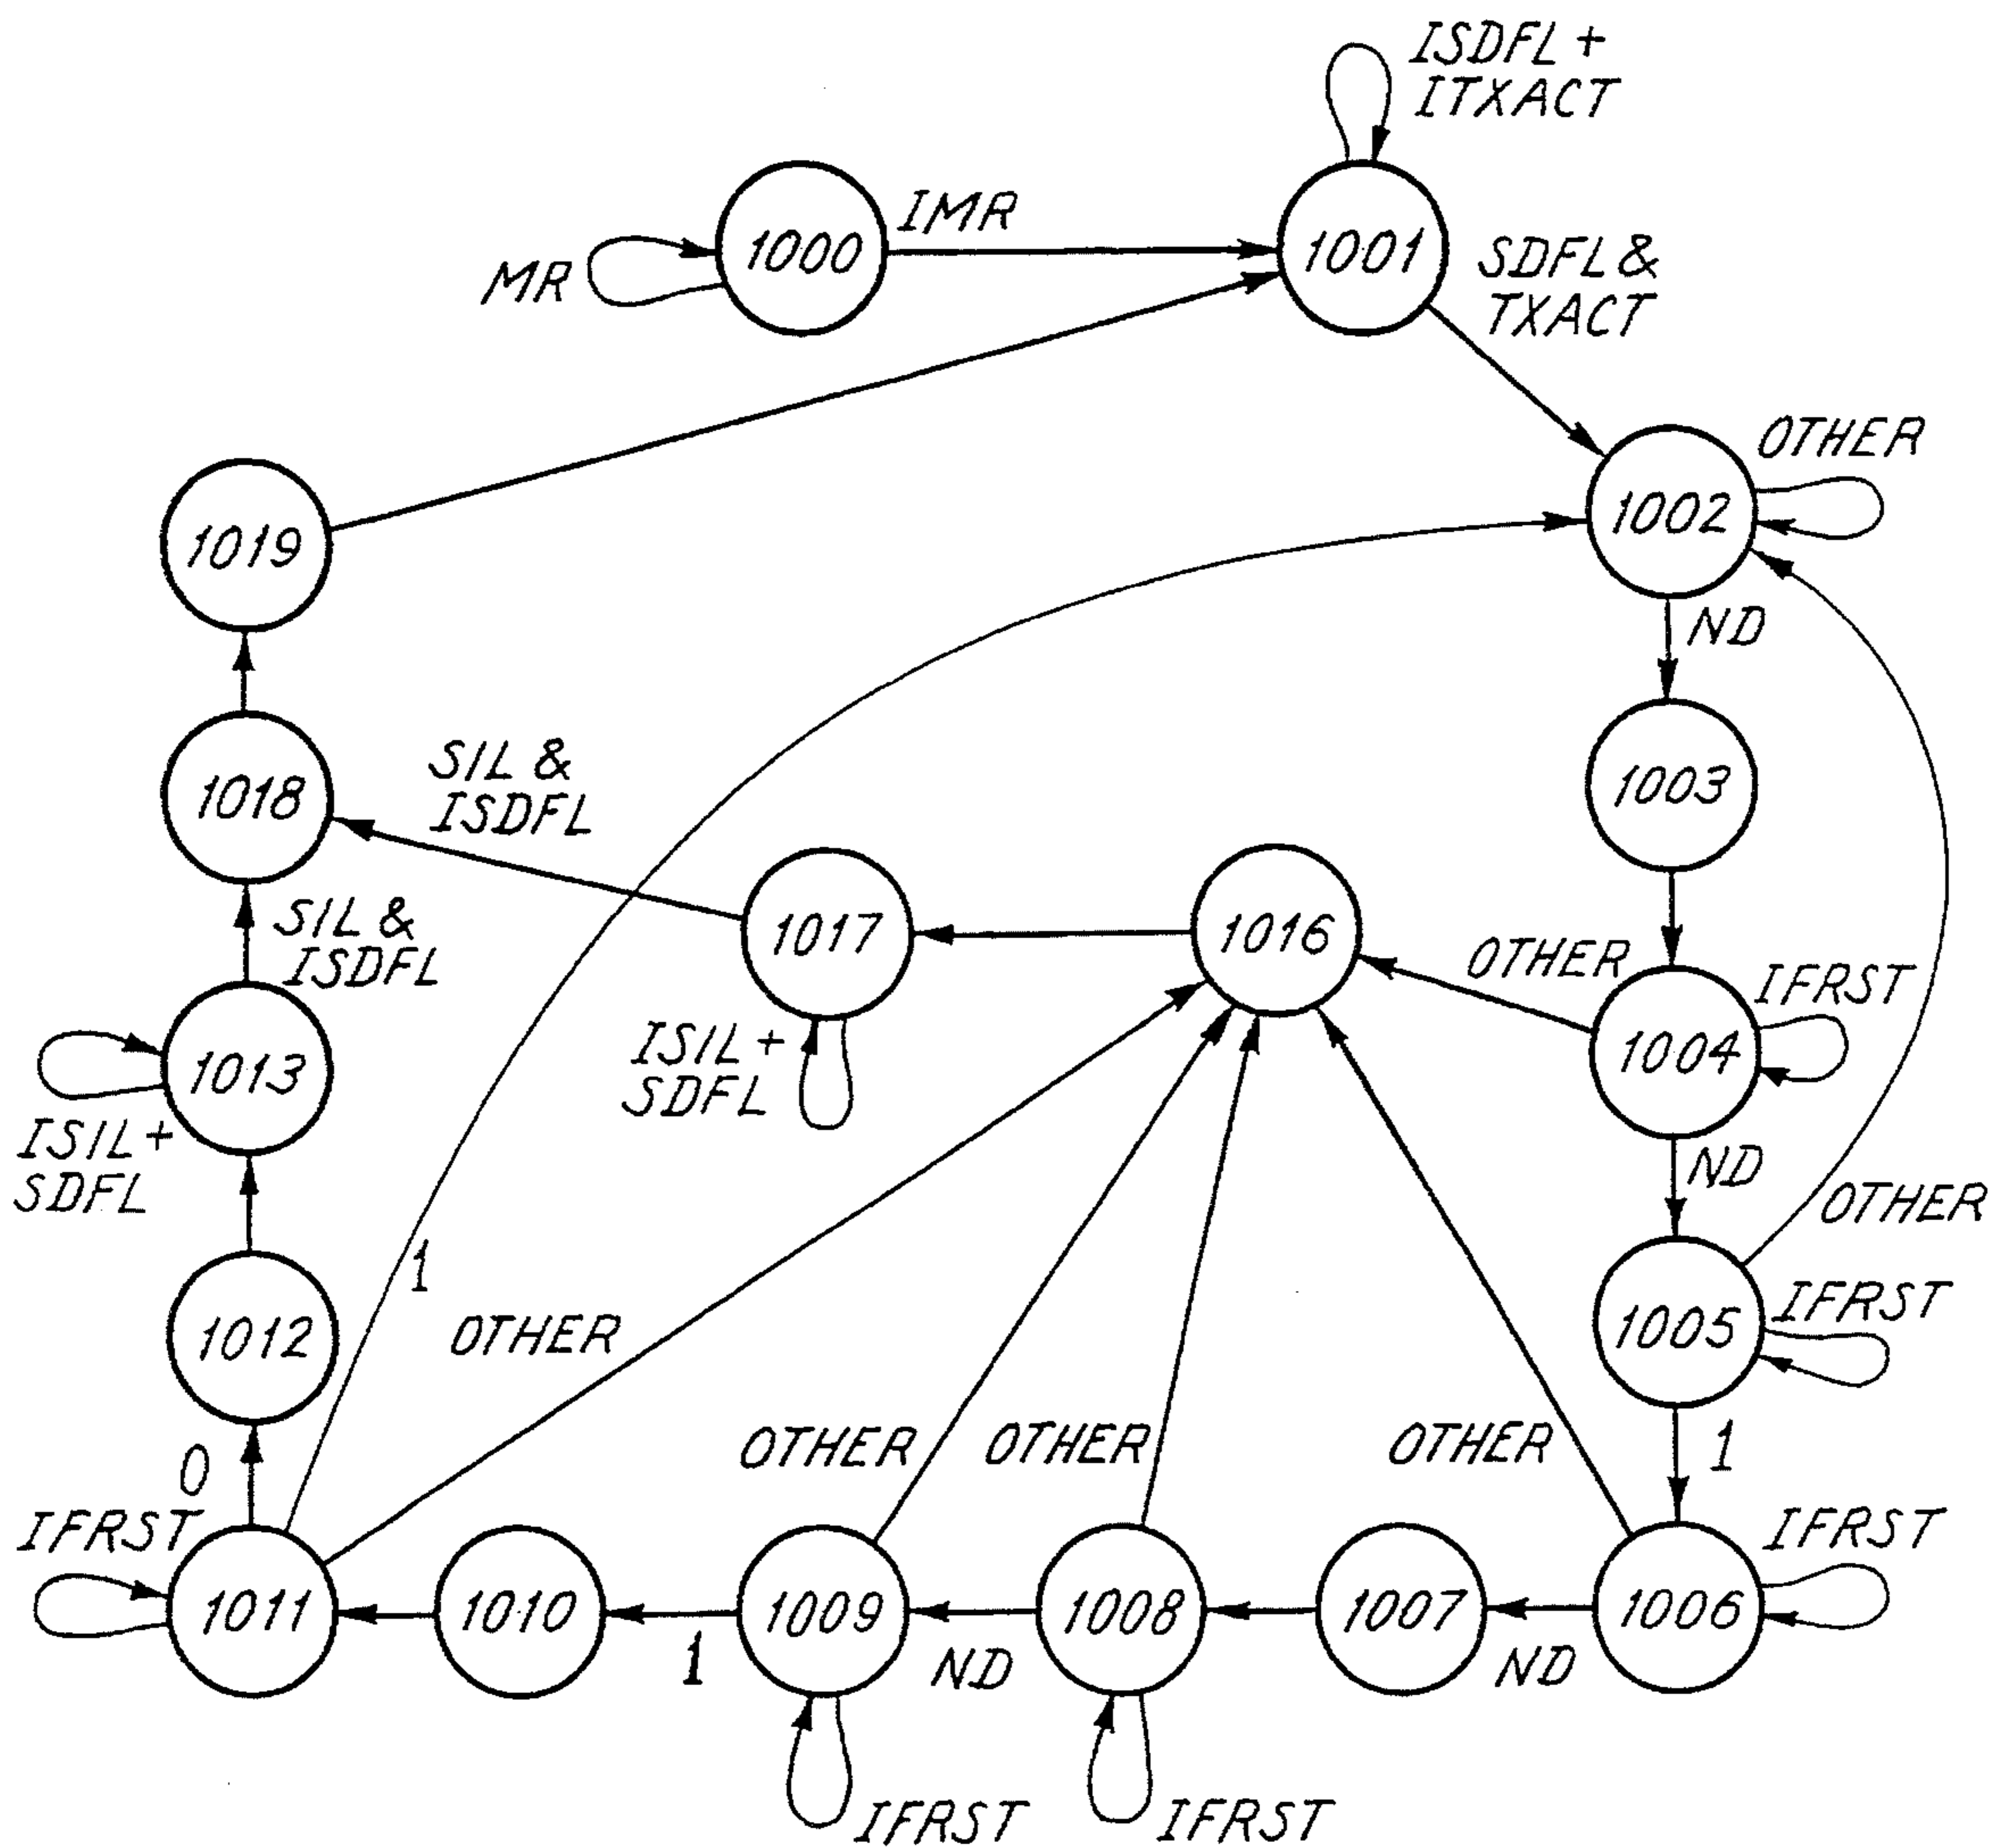 ISDFL +
ITXACT
IMR
1000
1001
MR
SDFL &
TXACT
OTHER
1002
1019
ND
SIL &
ISDFL
1018
1003
SIL &
ISDFL
1017
1016
OTHER
IFRST
1013
ISIL +
SDFL
1004
ISIL +
SDFL
ND
OTHER
1
1012
OTHER
IFRST
1005
0
OTHER
OTHER
OTHER
1
IFRST
IFRST
1011
1010
1009
1008
1007
1006
1
ND
ND
IFRST
IFRST